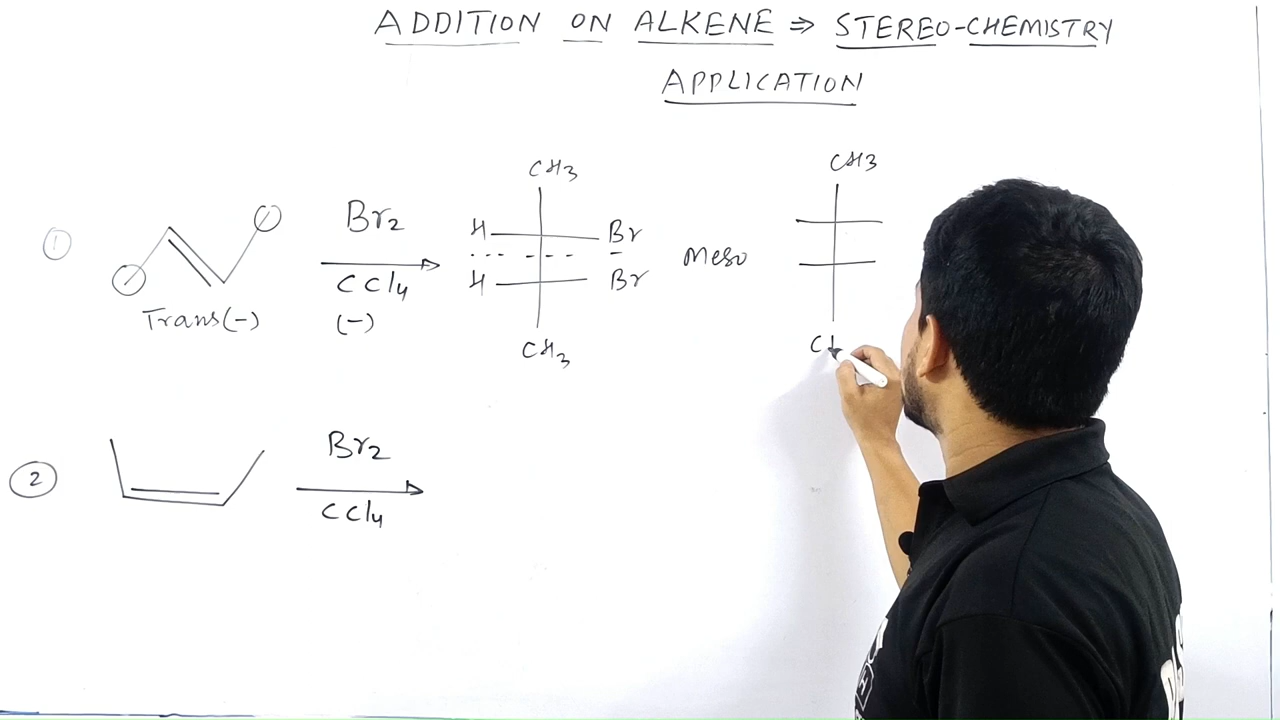 ADDITION ON ALKENE ⇒ STEREO-CHEMISTRY
APPLICATION
①
Trans(-)
Br2
CCl4
(-)
CH3
H Br
H Br
CH3
Meso
CH3
②
Br2
CCl4